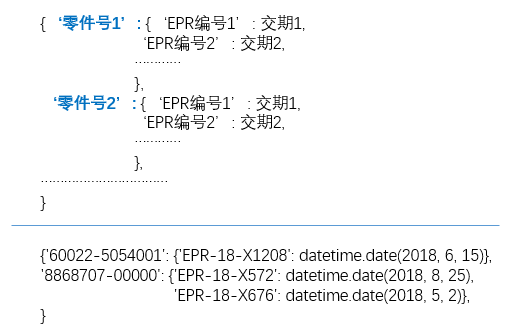 { ‘零件号1’ : { ‘EPR编号1’ : 交期1,
‘EPR编号2’ : 交期2,
…………
},
‘零件号2’ : { ‘EPR编号1’ : 交期1,
‘EPR编号2’ : 交期2,
…………
},
……………………………
}
{'60022-5054001': {'EPR-18-X1208': datetime.date(2018, 6, 15)},
'8868707-00000': {'EPR-18-X572': datetime.date(2018, 8, 25),
'EPR-18-X676': datetime.date(2018, 5, 2)},
}